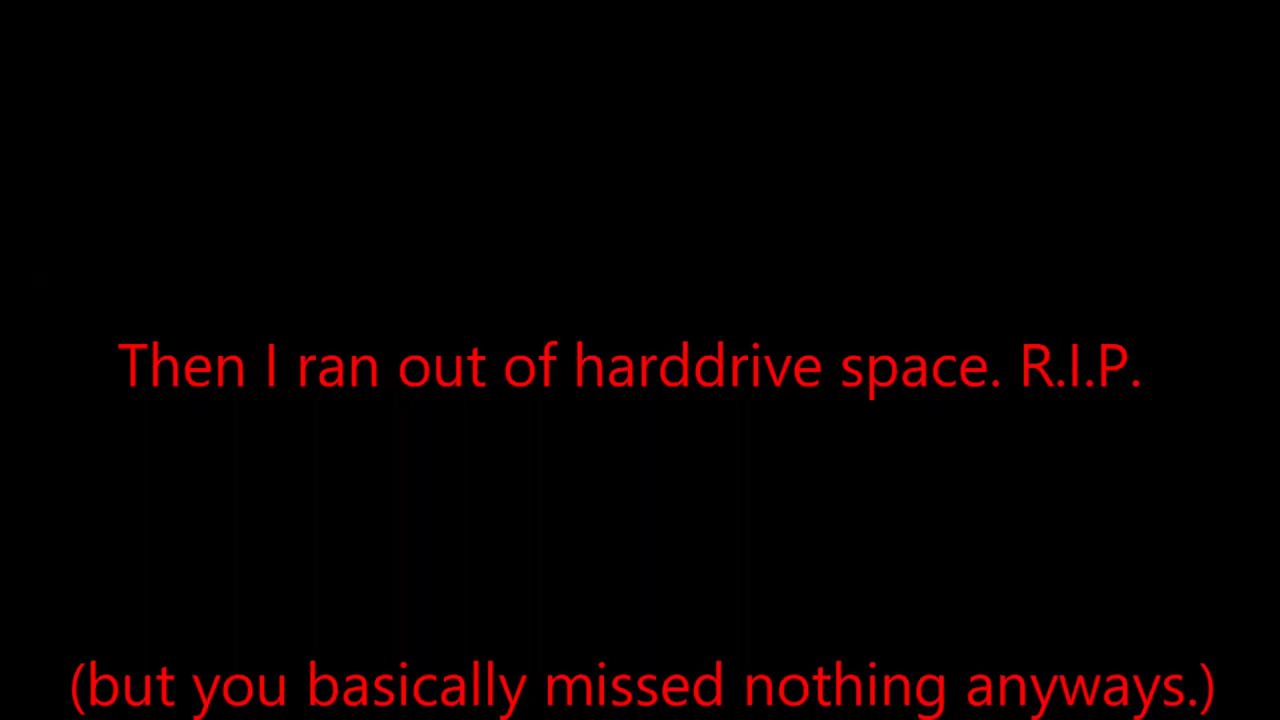 Then I ran out of harddrive space. R.I.P.
(but you basically missed nothing anyways.)